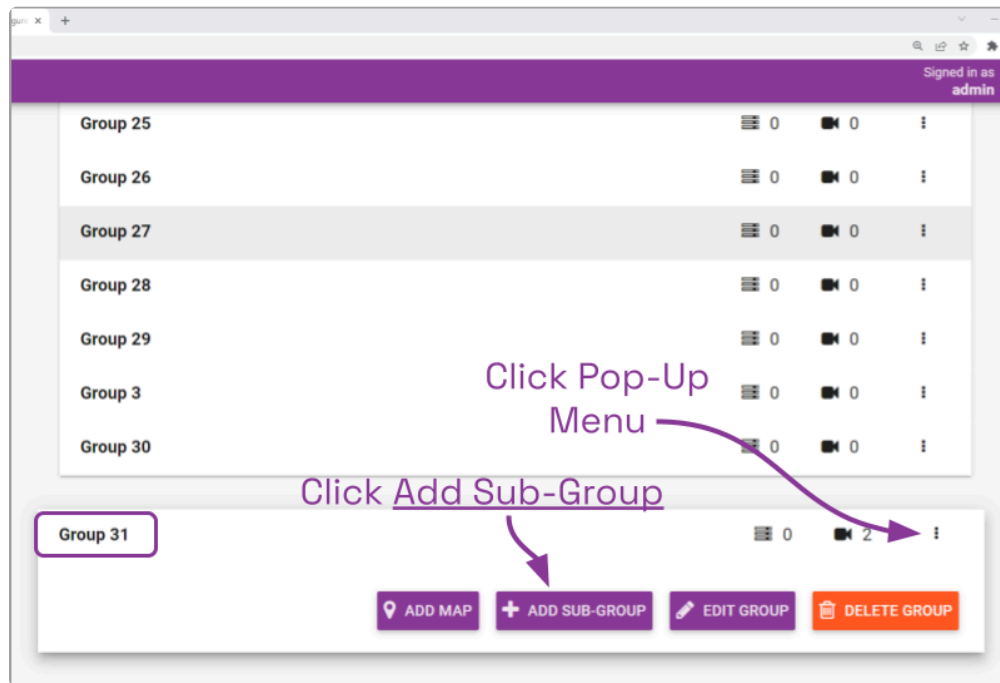 gure
Signed in as
admin
Group 25 0 0
Group 26 0 0
Group 27 0 0
Group 28 0 0
Group 29 0 0
Click Pop-Up
Menu
Group 3 0 0
Group 30 0 0
Click Add Sub-Group
Group 31 0 2
ADD MAP ADD SUB-GROUP EDIT GROUP DELETE GROUP